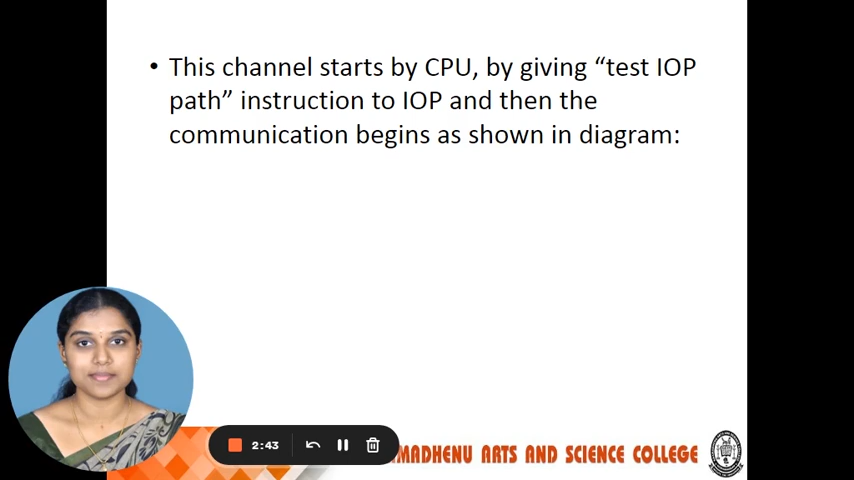 • This channel starts by CPU, by giving “test IOP
path” instruction to IOP and then the
communication begins as shown in diagram:
2:43
MADHENU ARTS AND SCIENCE COLLEGE